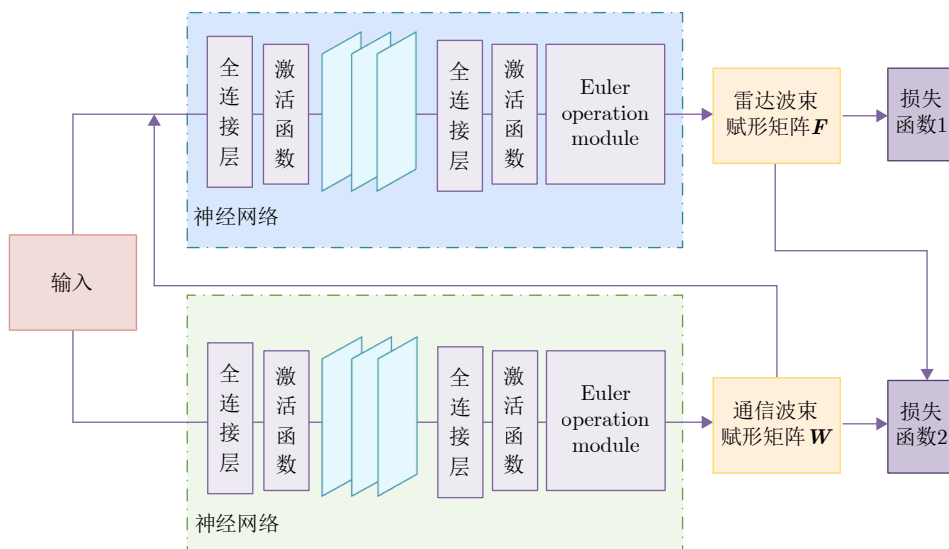 全
连
接
层
激
活
函
数
全
连
接
层
激
活
函
数
Euler
operation
module
神经网络
雷达波束
赋形矩阵F
损失
函数1
输入
全
连
接
层
激
活
函
数
全
连
接
层
激
活
函
数
Euler
operation
module
神经网络
通信波束
赋形矩阵W
损失
函数2